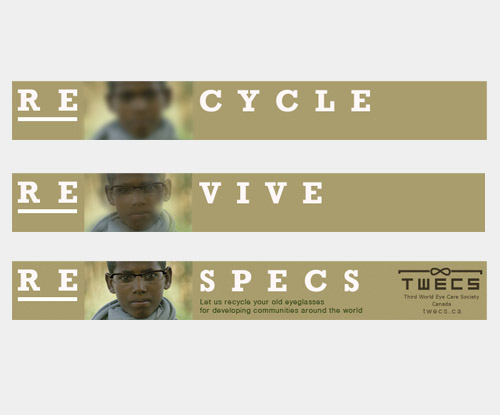 RE CYCLE
RE VIVE
RE SPECS
Let us recycle your old eyeglasses
for developing communities around the world
TWECS
Third World Eye Care Society
Canada
twecs.ca